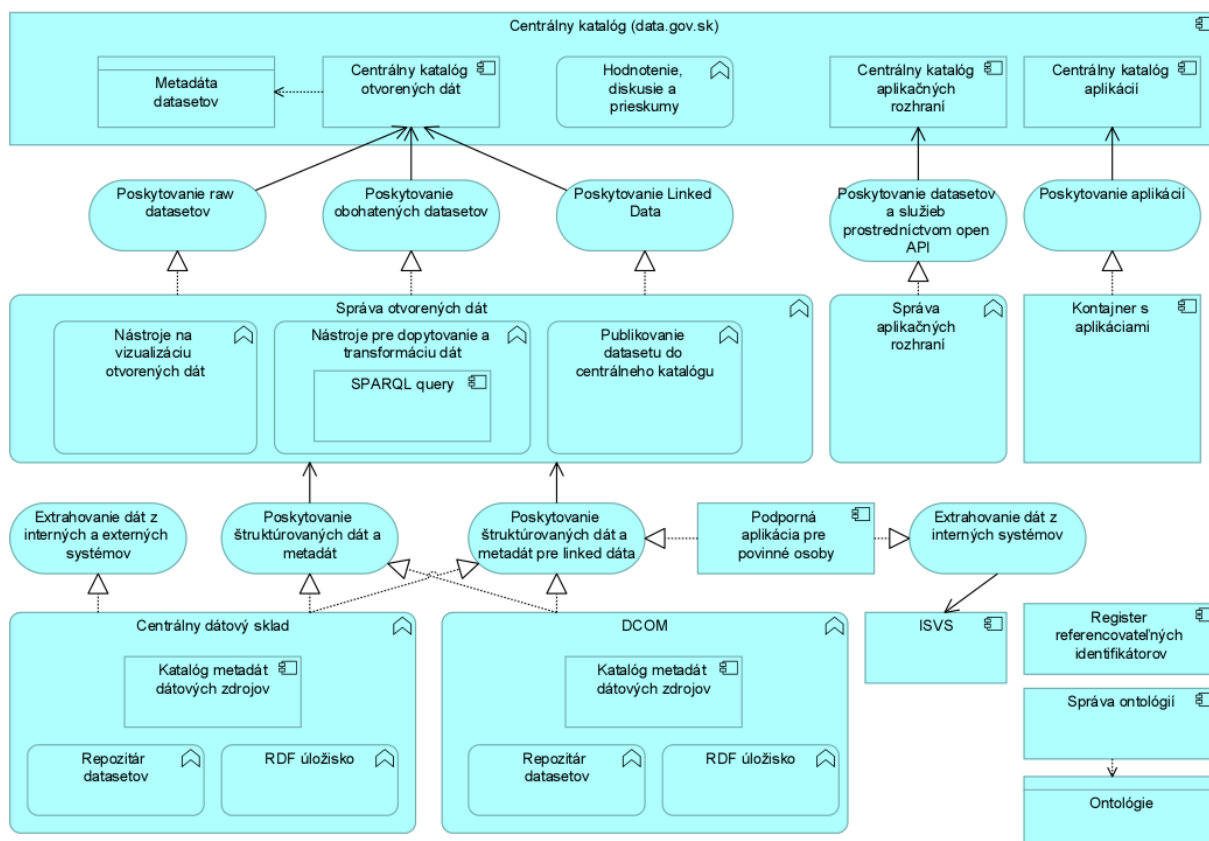 Centrálny katalóg (data.gov.sk)
Metadáta
datasetov
Centrálny katalóg
otvorených dát
Hodnotenie,
diskusie a
prieskumy
Centrálny katalóg
aplikačných
rozhraní
Centrálny katalóg
aplikácií
Poskytovanie raw
datasetov
Poskytovanie
obohatených datasetov
Poskytovanie Linked
Data
Poskytovanie datasetov
a služieb
prostredníctvom open
API
Poskytovanie aplikácií
Správa otvorených dát
Nástroje na
vizualizáciu
otvorených dát
Nástroje pre dopytovanie a
transformáciu dát
SPARQL query
Publikovanie
datasetu do
centrálneho katalógu
Správa
aplikačných
rozhraní
Kontajner s
aplikáciami
Extrahovanie dát z
interných a externých
systémov
Poskytovanie
štruktúrovaných dát a
metadát
Poskytovanie
štruktúrovaných dát a
metadát pre linked dáta
Podporná
aplikácia pre
povinné osoby
Extrahovanie dát z
interných systémov
Centrálny dátový sklad
Katalóg metadát
dátových zdrojov
Repozitár
datasetov
RDF úložisko
DCOM
Katalóg metadát
dátových zdrojov
Repozitár
datasetov
RDF úložisko
ISVS
Register
referencovateľných
identifikátorov
Správa ontológií
Ontológie